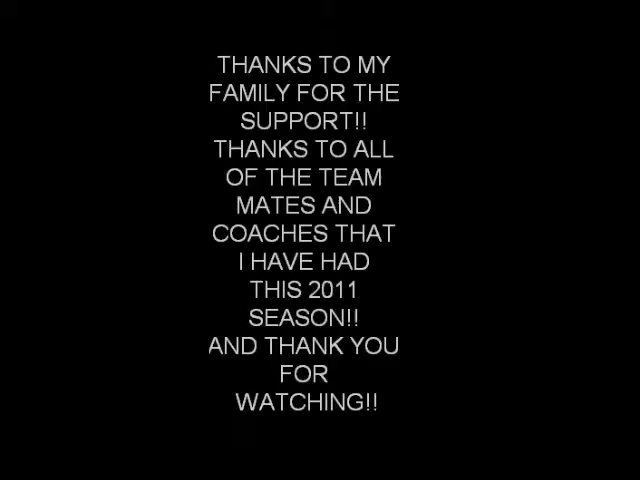 THANKS TO MY
FAMILY FOR THE
SUPPORT!!
THANKS TO ALL
OF THE TEAM
MATES AND
COACHES THAT
I HAVE HAD
THIS 2011
SEASON!!
AND THANK YOU
FOR
WATCHING!!